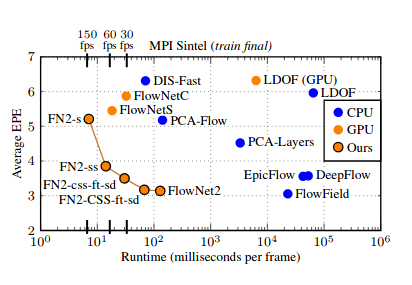 150 60 30
fps fps fps
MPI Sintel (train final)
7
6
5
4
3
2
Average EPE
DIS-Fast
LDOF (GPU)
FlowNetC
LDOF
FlowNetS
FN2-s
PCA-Flow
CPU
GPU
Ours
PCA-Layers
FN2-ss
EpicFlow
DeepFlow
FN2-css-ft-sd
FlowNet2
FlowField
FN2-CSS-ft-sd
10^0 10^1 10^2 10^3 10^4 10^5 10^6
Runtime (milliseconds per frame)